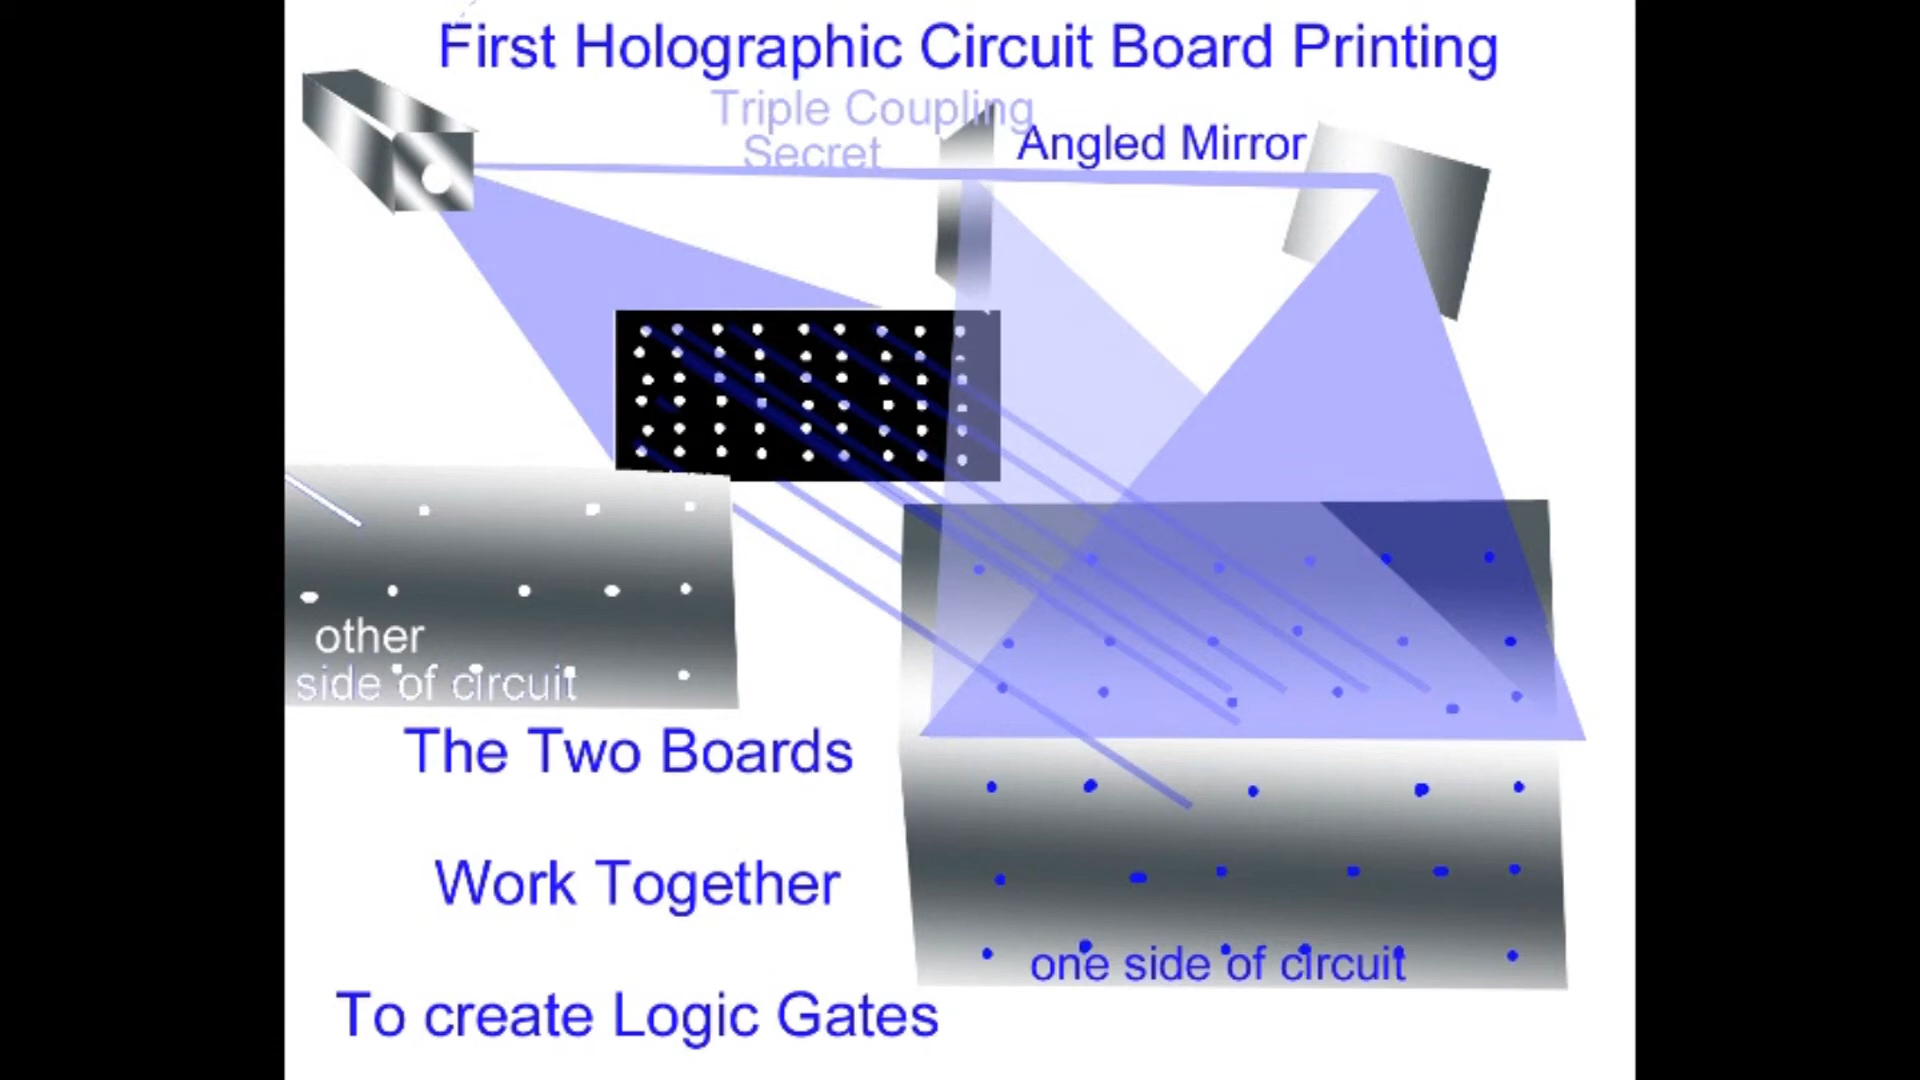 First Holographic Circuit Board Printing
Triple Coupling
Secret
Angled Mirror
other
side of circuit
The Two Boards
Work Together
one side of circuit
To create Logic Gates